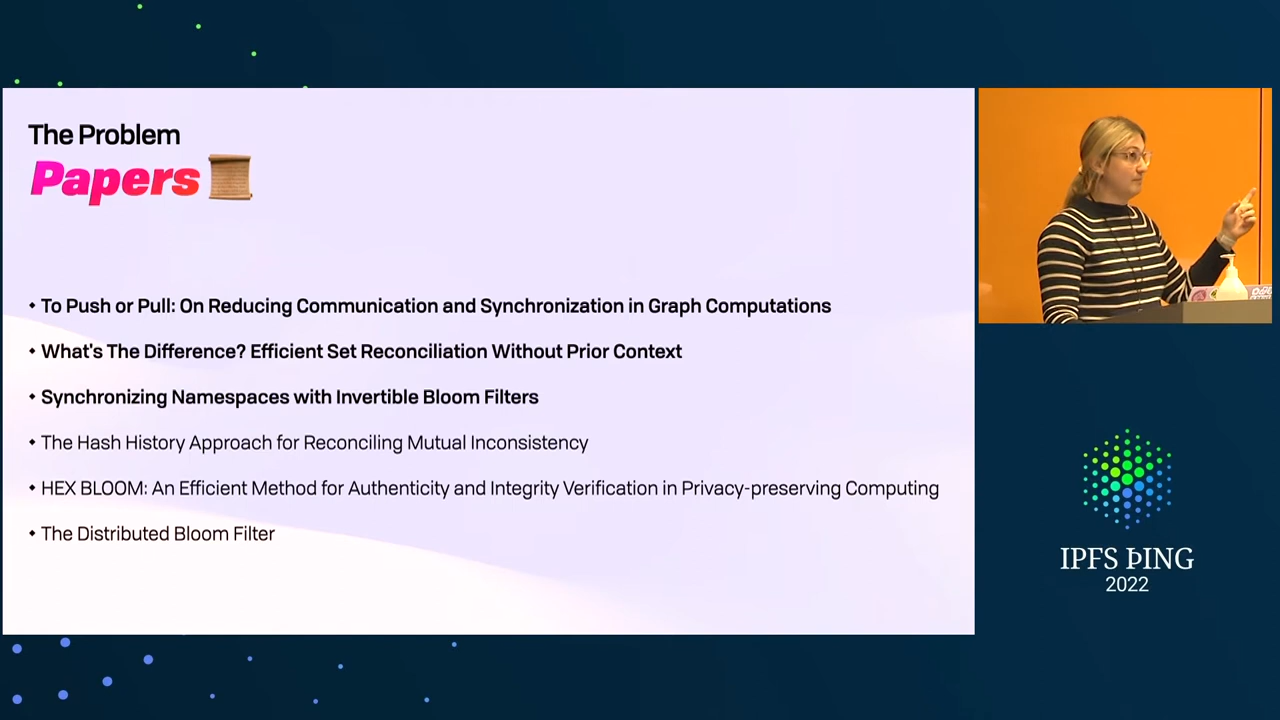 The Problem
Papers
To Push or Pull: On Reducing Communication and Synchronization in Graph Computations
What's The Difference? Efficient Set Reconciliation Without Prior Context
Synchronizing Namespaces with Invertible Bloom Filters
The Hash History Approach for Reconciling Mutual Inconsistency
HEX BLOOM: An Efficient Method for Authenticity and Integrity Verification in Privacy-preserving Computing
The Distributed Bloom Filter
IPFS ÞING
2022